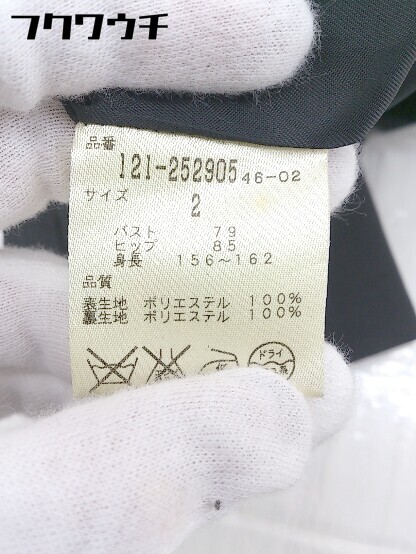 フクワウチ
品番
121-252905 46-02
サイズ
2
バスト 79
ヒップ 85
身長 156～162
品質
表生地 ポリエステル 100%
裏生地 ポリエステル 100%
ドライ